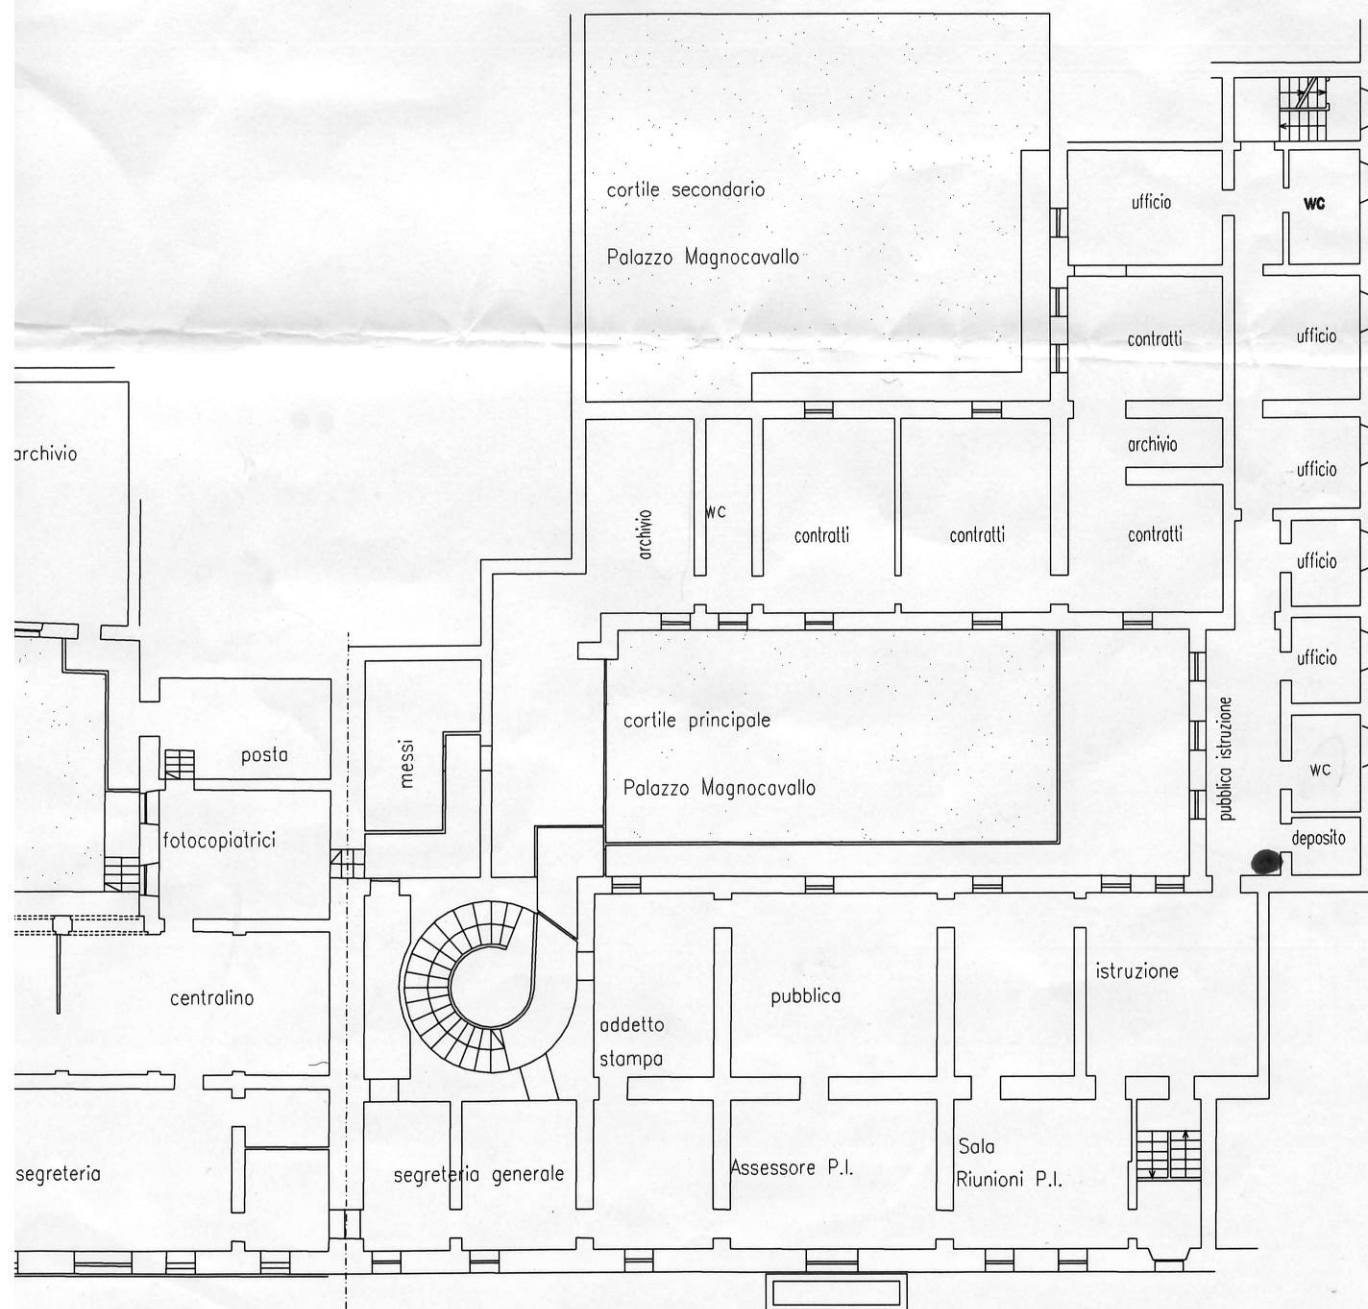 cortile secondario
Palazzo Magnocavallo
ufficio
wc
contratti
ufficio
archivio
archivio
ufficio
archivio
wc
contratti
contratti
contratti
ufficio
ufficio
cortile principale
Palazzo Magnocavallo
pubblica istruzione
wc
posta
messi
fotocopiatrici
deposito
centralino
addetto
stampa
pubblica
istruzione
segreteria
segreteria generale
Assessore P.I.
Sala
Riunioni P.I.